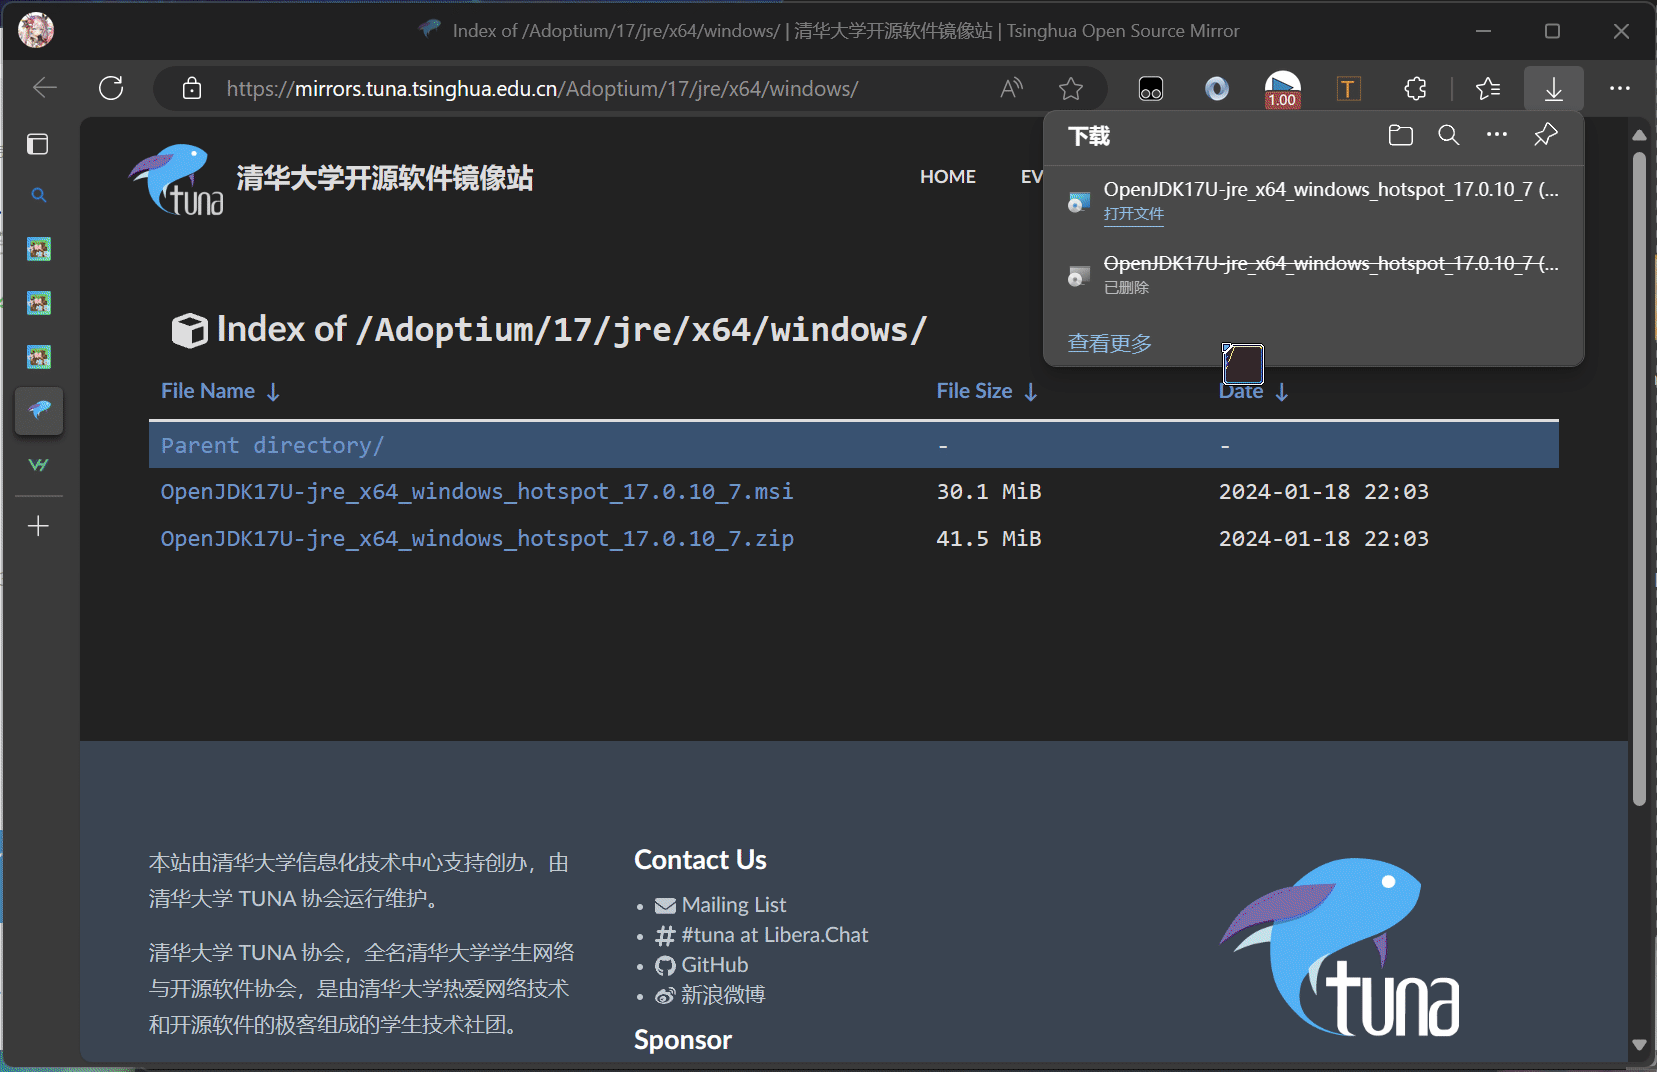 Index of /Adoptium/17/jre/x64/windows/ | 清华大学开源软件镜像站 | Tsinghua Open Source Mirror
https://mirrors.tuna.tsinghua.edu.cn/Adoptium/17/jre/x64/windows/
1.00
T
下载
OpenJDK17U-jre_x64_windows_hotspot_17.0.10_7 (...
打开文件
OpenJDK17U-jre_x64_windows_hotspot_17.0.10_7 (...
已删除
查看更多
tuna
清华大学开源软件镜像站
HOME
EV
Index of /Adoptium/17/jre/x64/windows/
File Name ↓ File Size ↓ Date ↓
Parent directory/ - -
OpenJDK17U-jre_x64_windows_hotspot_17.0.10_7.msi 30.1 MiB 2024-01-18 22:03
OpenJDK17U-jre_x64_windows_hotspot_17.0.10_7.zip 41.5 MiB 2024-01-18 22:03
本站由清华大学信息化技术中心支持创办，由
清华大学 TUNA 协会运行维护。
清华大学 TUNA 协会，全名清华大学学生网络
与开源软件协会，是由清华大学热爱网络技术
和开源软件的极客组成的学生技术社团。
Contact Us
Mailing List
#tuna at Libera.Chat
GitHub
新浪微博
Sponsor
tuna